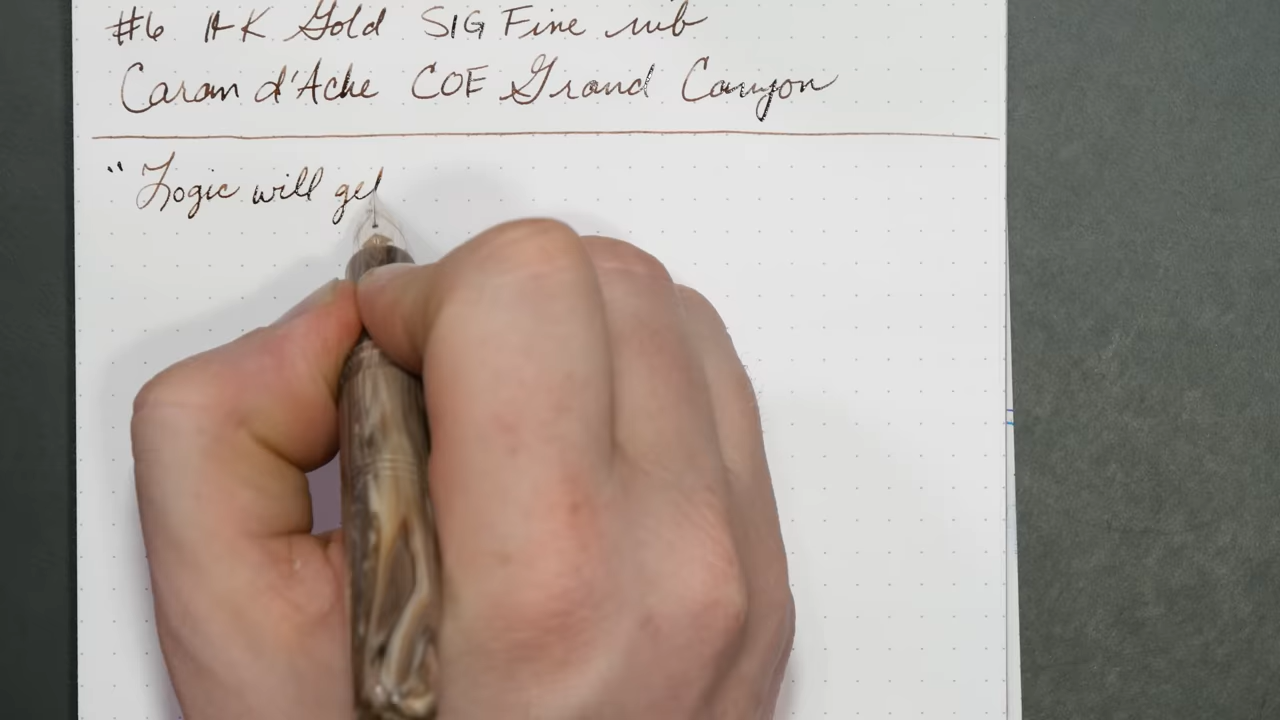 #6 14K Gold SIG Fine nib
Caran d'Ache COE Grand Canyon
" Logic will get